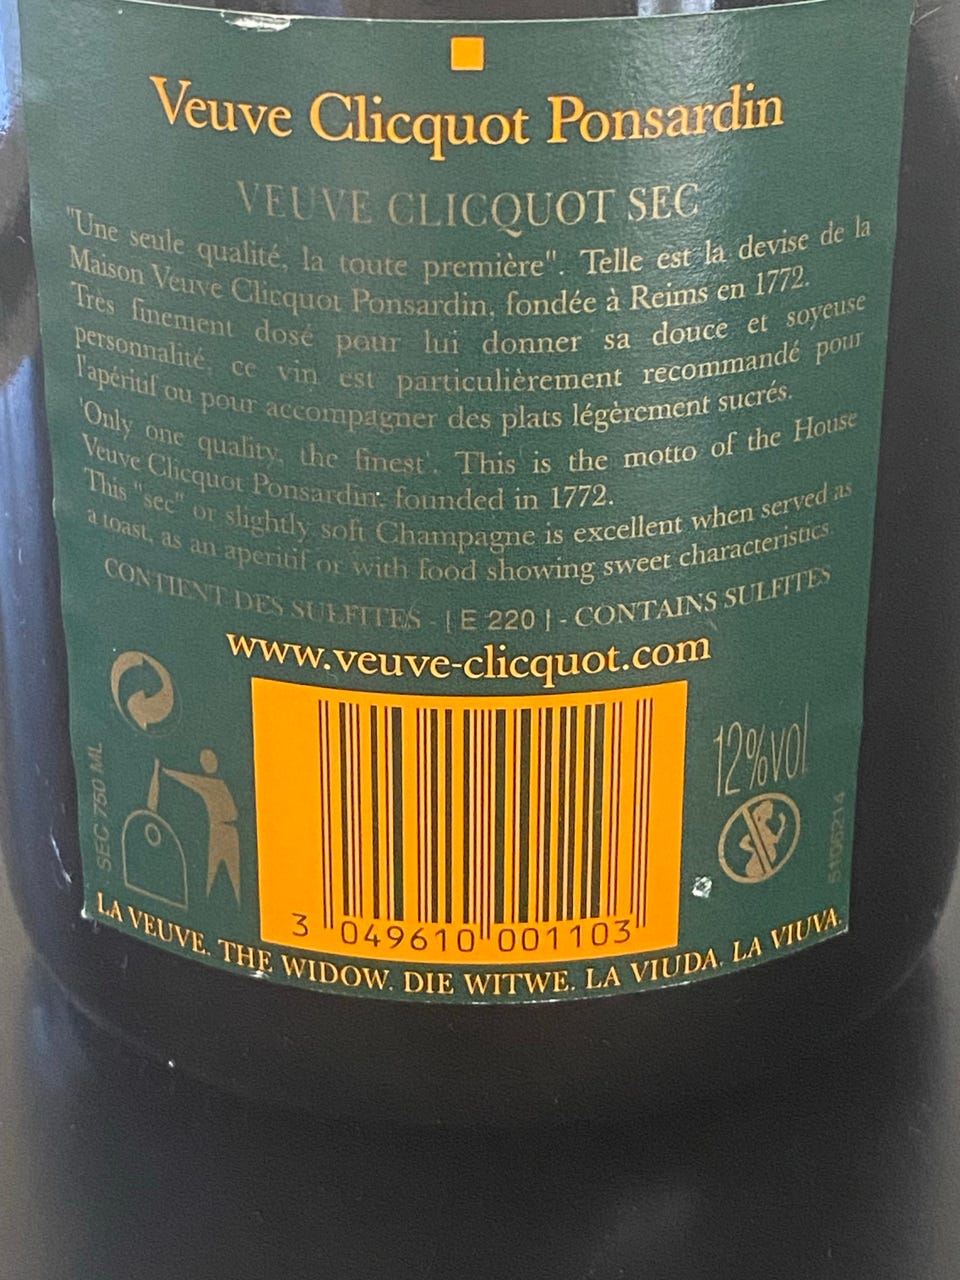 Veuve Clicquot Ponsardin
VEUVE CLICQUOT SEC
"Une seule qualité, la toute première". Telle est la devise de la
Maison Veuve Clicquot Ponsardin, fondée à Reims en 1772.
Très finement dosé pour lui donner sa douce et soyeuse
personnalité, ce vin est particulièrement recommandé pour
l'apéritif ou pour accompagner des plats légèrement sucrés.
'Only one quality, the finest'. This is the motto of the House
Veuve Clicquot Ponsardin, founded in 1772.
This "sec" or slightly soft Champagne is excellent when served as
a toast, as an aperitif or with food showing sweet characteristics
CONTIENT DES SULFITES - | E 220 | - CONTAINS SULFITES
www.veuve-clicquot.com
12%vol
SEC 750 ML
5106214
3 049610 001103
LA VEUVE. THE WIDOW. DIE WITWE. LA VIUDA. LA VIUVA.